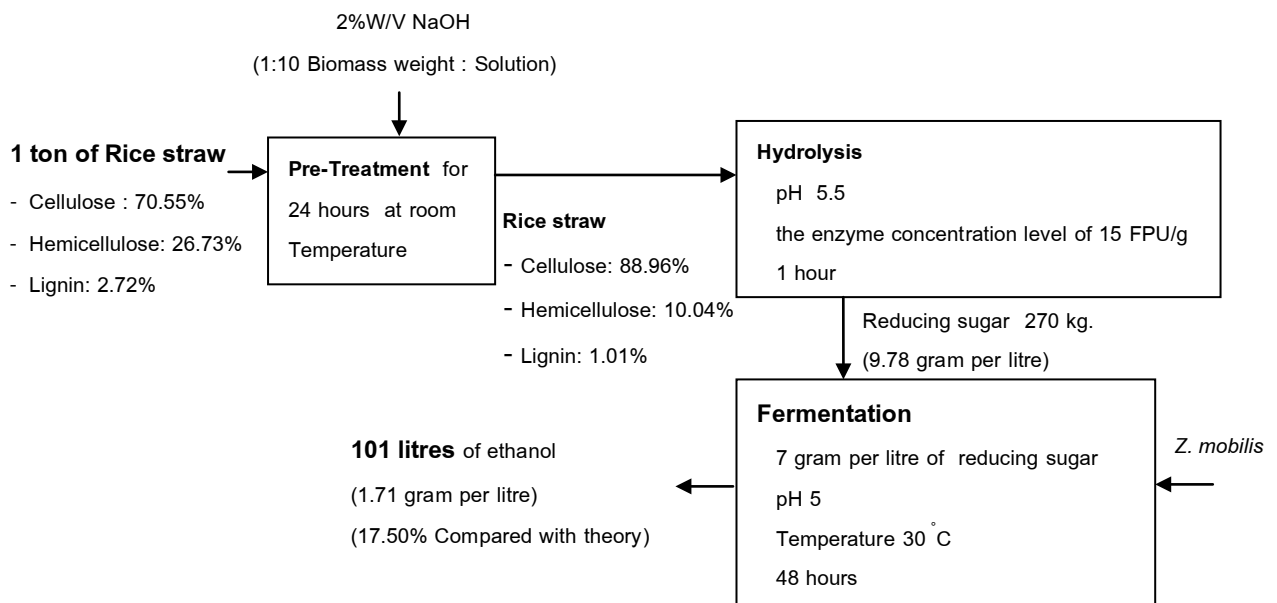 2%W/V NaOH
(1:10 Biomass weight : Solution)
1 ton of Rice straw
- Cellulose : 70.55%
- Hemicellulose: 26.73%
- Lignin: 2.72%
Pre-Treatment for
24 hours at room
Temperature
Rice straw
- Cellulose: 88.96%
- Hemicellulose: 10.04%
- Lignin: 1.01%
Hydrolysis
pH 5.5
the enzyme concentration level of 15 FPU/g
1 hour
Reducing sugar 270 kg.
(9.78 gram per litre)
Fermentation
7 gram per litre of reducing sugar
pH 5
Temperature 30 °C
48 hours
Z. mobilis
101 litres of ethanol
(1.71 gram per litre)
(17.50% Compared with theory)